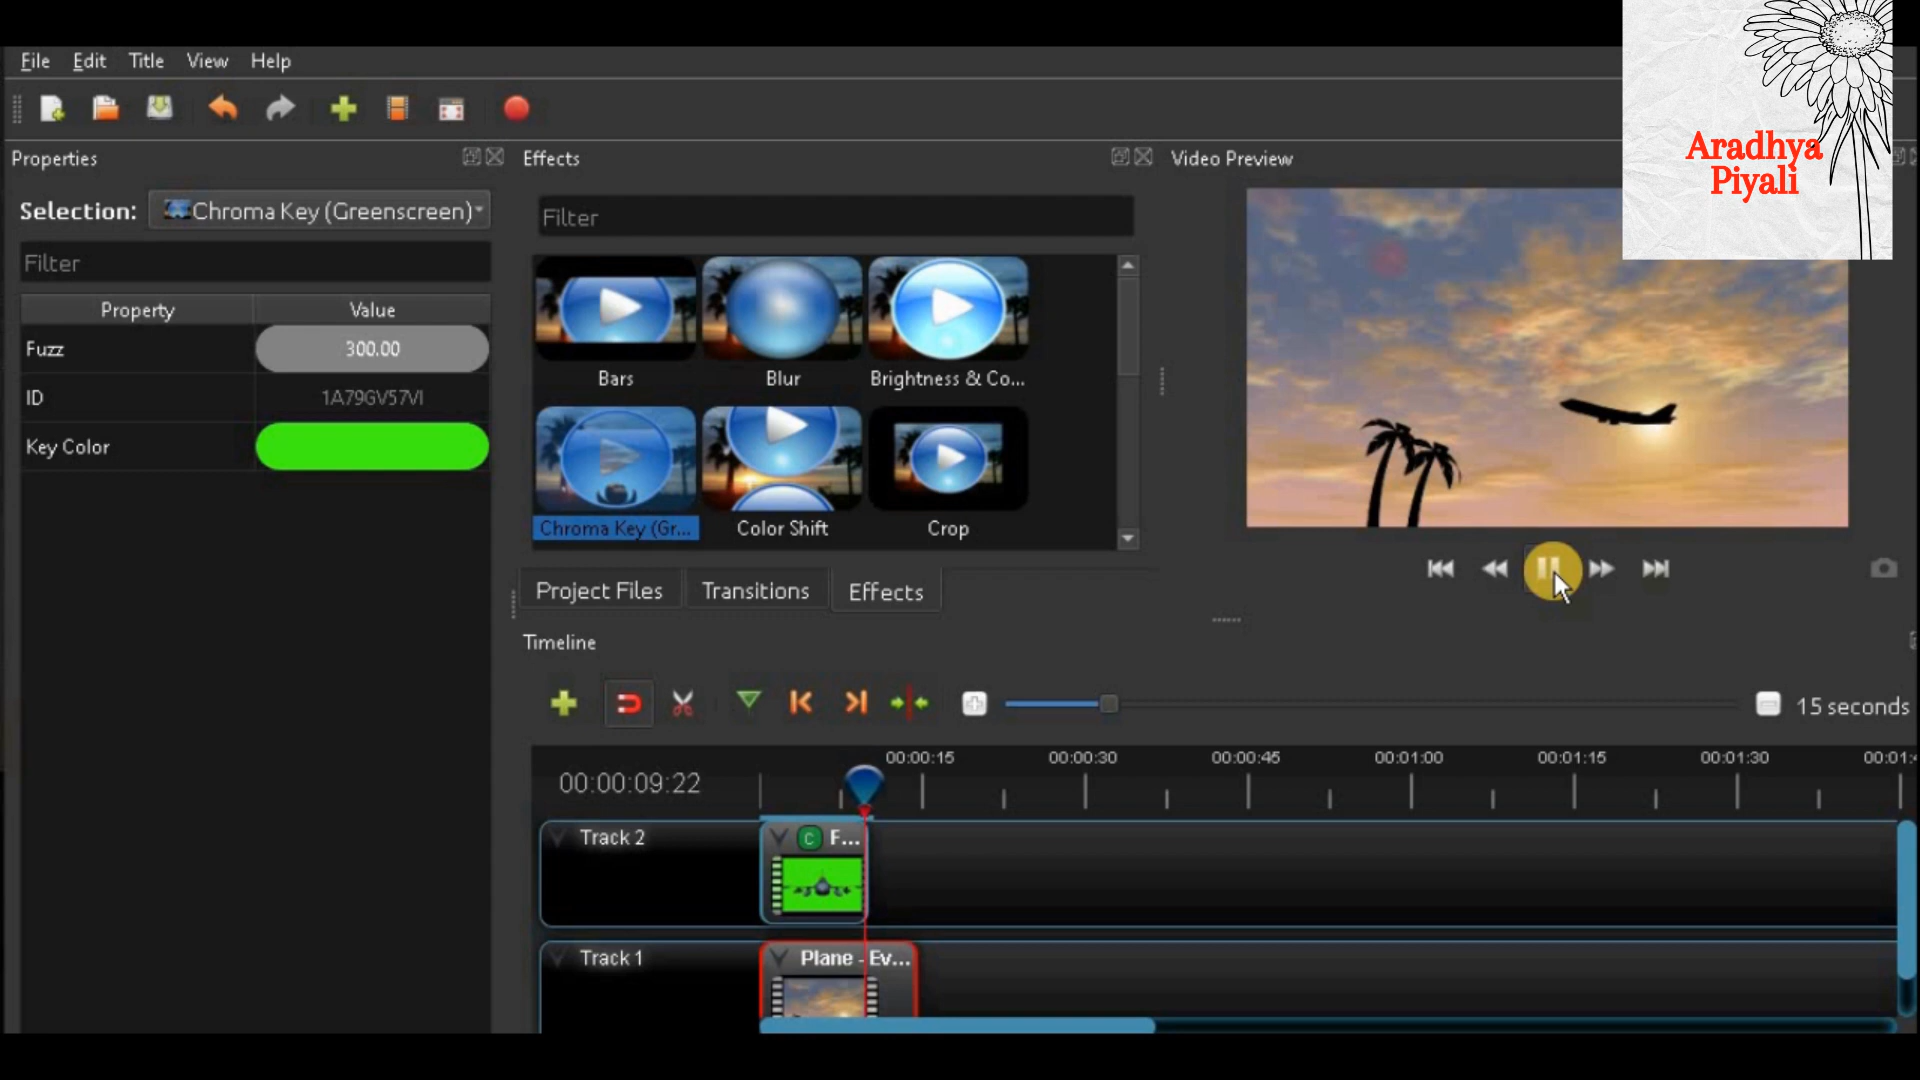 File Edit Title View Help
Aradhya
Piyali
Properties
Selection: Chroma Key (Greenscreen)
Filter
Property Value
Fuzz 300.00
ID 1A79GV57VI
Key Color
Effects
Filter
Bars Blur Brightness & Co...
Chroma Key (Gr... Color Shift Crop
Project Files Transitions Effects
Video Preview
Timeline
15 seconds
00:00:09:22
00:00:15 00:00:30 00:00:45 00:01:00 00:01:15 00:01:30 00:01:4
Track 2
C F...
Track 1
Plane - Ev...